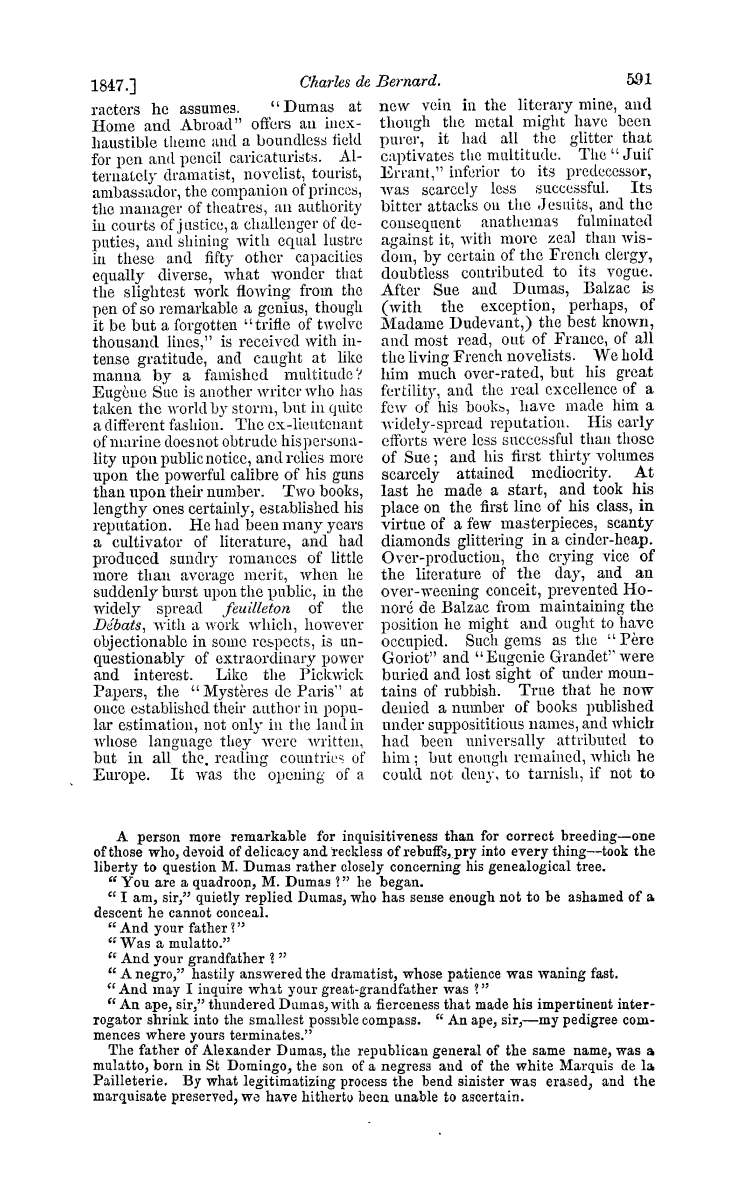 1847.] Charles de Bernard. 591
racters he assumes. "Dumas at
Home and Abroad" offers an inex-
haustible theme and a boundless field
for pen and pencil caricaturists. Al-
ternately dramatist, novelist, tourist,
ambassador, the companion of princes,
the manager of theatres, an authority
in courts of justice, a challenger of de-
puties, and shining with equal lustre
in these and fifty other capacities
equally diverse, what wonder that
the slightest work flowing from the
pen of so remarkable a genius, though
it be but a forgotten "trifle of twelve
thousand lines," is received with in-
tense gratitude, and caught at like
manna by a famished multitude?
Eugène Sue is another writer who has
taken the world by storm, but in quite
a different fashion. The ex-lieutenant
of marine does not obtrude his persona-
lity upon public notice, and relies more
upon the powerful calibre of his guns
than upon their number. Two books,
lengthy ones certainly, established his
reputation. He had been many years
a cultivator of literature, and had
produced sundry romances of little
more than average merit, when he
suddenly burst upon the public, in the
widely spread feuilleton of the
Débats, with a work which, however
objectionable in some respects, is un-
questionably of extraordinary power
and interest. Like the Pickwick
Papers, the "Mystères de Paris" at
once established their author in popu-
lar estimation, not only in the land in
whose language they were written,
but in all the reading countries of
Europe. It was the opening of a
new vein in the literary mine, and
though the metal might have been
purer, it had all the glitter that
captivates the multitude. The "Juif
Errant," inferior to its predecessor,
was scarcely less successful. Its
bitter attacks on the Jesuits, and the
consequent anathemas fulminated
against it, with more zeal than wis-
dom, by certain of the French clergy,
doubtless contributed to its vogue.
After Sue and Dumas, Balzac is
(with the exception, perhaps, of
Madame Dudevant,) the best known,
and most read, out of France, of all
the living French novelists. We hold
him much over-rated, but his great
fertility, and the real excellence of a
few of his books, have made him a
widely-spread reputation. His early
efforts were less successful than those
of Sue; and his first thirty volumes
scarcely attained mediocrity. At
last he made a start, and took his
place on the first line of his class, in
virtue of a few masterpieces, scanty
diamonds glittering in a cinder-heap.
Over-production, the crying vice of
the literature of the day, and an
over-weening conceit, prevented Ho-
noré de Balzac from maintaining the
position he might and ought to have
occupied. Such gems as the "Père
Goriot" and "Eugenie Grandet" were
buried and lost sight of under moun-
tains of rubbish. True that he now
denied a number of books published
under supposititious names, and which
had been universally attributed to
him; but enough remained, which he
could not deny, to tarnish, if not to
A person more remarkable for inquisitiveness than for correct breeding—one
of those who, devoid of delicacy and reckless of rebuffs, pry into every thing—took the
liberty to question M. Dumas rather closely concerning his genealogical tree.
"You are a quadroon, M. Dumas?" he began.
"I am, sir," quietly replied Dumas, who has sense enough not to be ashamed of a
descent he cannot conceal.
"And your father?"
"Was a mulatto."
"And your grandfather?"
"A negro," hastily answered the dramatist, whose patience was waning fast.
"And may I inquire what your great-grandfather was?"
"An ape, sir," thundered Dumas, with a fierceness that made his impertinent inter-
rogator shrink into the smallest possible compass. "An ape, sir,—my pedigree com-
mences where yours terminates."
The father of Alexander Dumas, the republican general of the same name, was a
mulatto, born in St Domingo, the son of a negress and of the white Marquis de la
Pailleterie. By what legitimatizing process the bend sinister was erased, and the
marquisate preserved, we have hitherto been unable to ascertain.